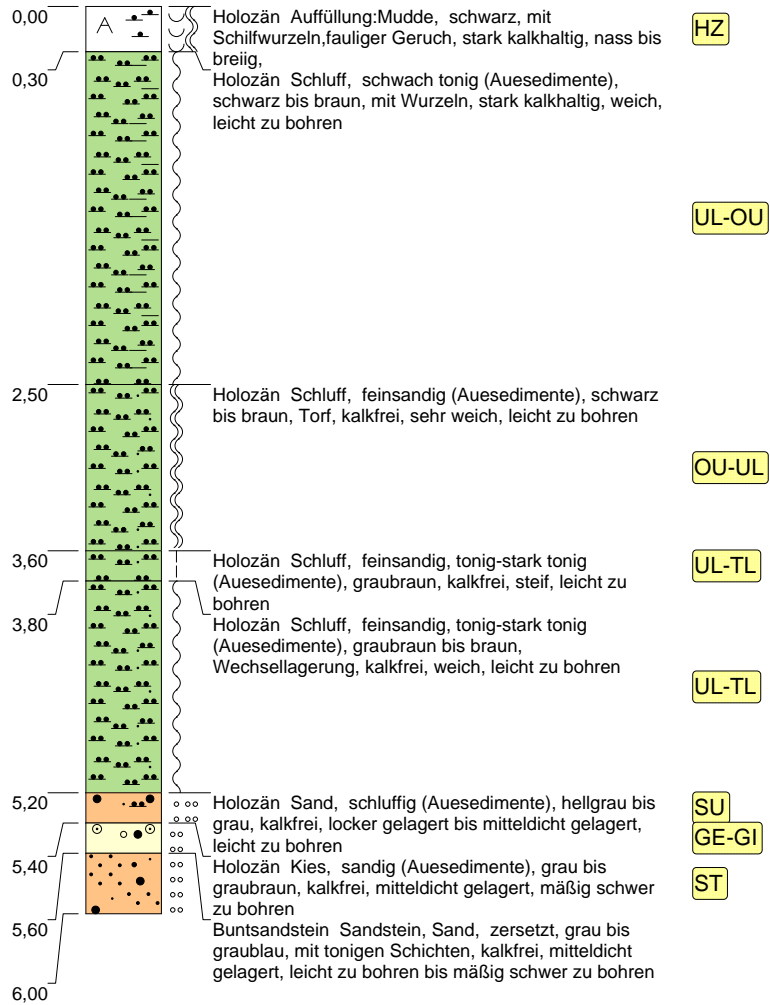 0,00
Holozän Auffüllung:Mudde, schwarz, mit
Schilfwurzeln,fauliger Geruch, stark kalkhaltig, nass bis
breiig,
HZ
0,30
Holozän Schluff, schwach tonig (Auesedimente),
schwarz bis braun, mit Wurzeln, stark kalkhaltig, weich,
leicht zu bohren
UL-OU
2,50
Holozän Schluff, feinsandig (Auesedimente), schwarz
bis braun, Torf, kalkfrei, sehr weich, leicht zu bohren
OU-UL
3,60
Holozän Schluff, feinsandig, tonig-stark tonig
(Auesedimente), graubraun, kalkfrei, steif, leicht zu
bohren
UL-TL
3,80
Holozän Schluff, feinsandig, tonig-stark tonig
(Auesedimente), graubraun bis braun,
Wechsellagerung, kalkfrei, weich, leicht zu bohren
UL-TL
5,20
Holozän Sand, schluffig (Auesedimente), hellgrau bis
grau, kalkfrei, locker gelagert bis mitteldicht gelagert,
leicht zu bohren
SU
GE-GI
5,40
Holozän Kies, sandig (Auesedimente), grau bis
graubraun, kalkfrei, mitteldicht gelagert, mäßig schwer
zu bohren
ST
5,60
Buntsandstein Sandstein, Sand, zersetzt, grau bis
graublau, mit tonigen Schichten, kalkfrei, mitteldicht
gelagert, leicht zu bohren bis mäßig schwer zu bohren
6,00
A